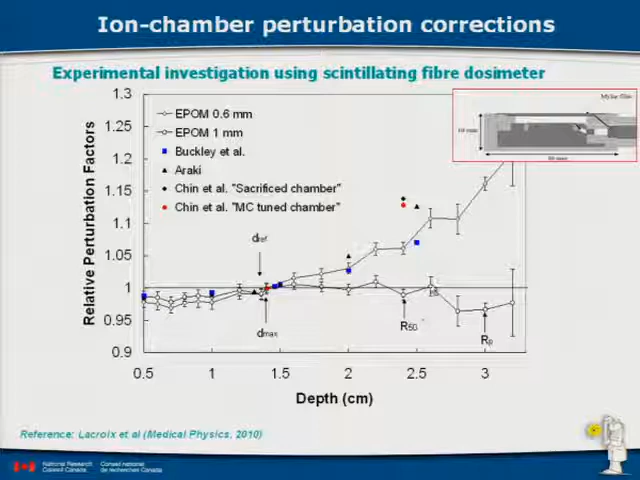 Ion-chamber perturbation corrections
Experimental investigation using scintillating fibre dosimeter
1.3
1.25
1.2
1.15
1.1
1.05
1
0.95
0.9
Relative Perturbation Factors
EPOM 0.6 mm
EPOM 1 mm
Buckley et al.
Araki
Chin et al. "Sacrificed chamber"
Chin et al. "MC tuned chamber"
Mylar film
dref
dmax
R50
Rp
0.5 1 1.5 2 2.5 3
Depth (cm)
Reference: Lacroix et al (Medical Physics, 2010)
National Research Conseil national
Council Canada de recherches Canada